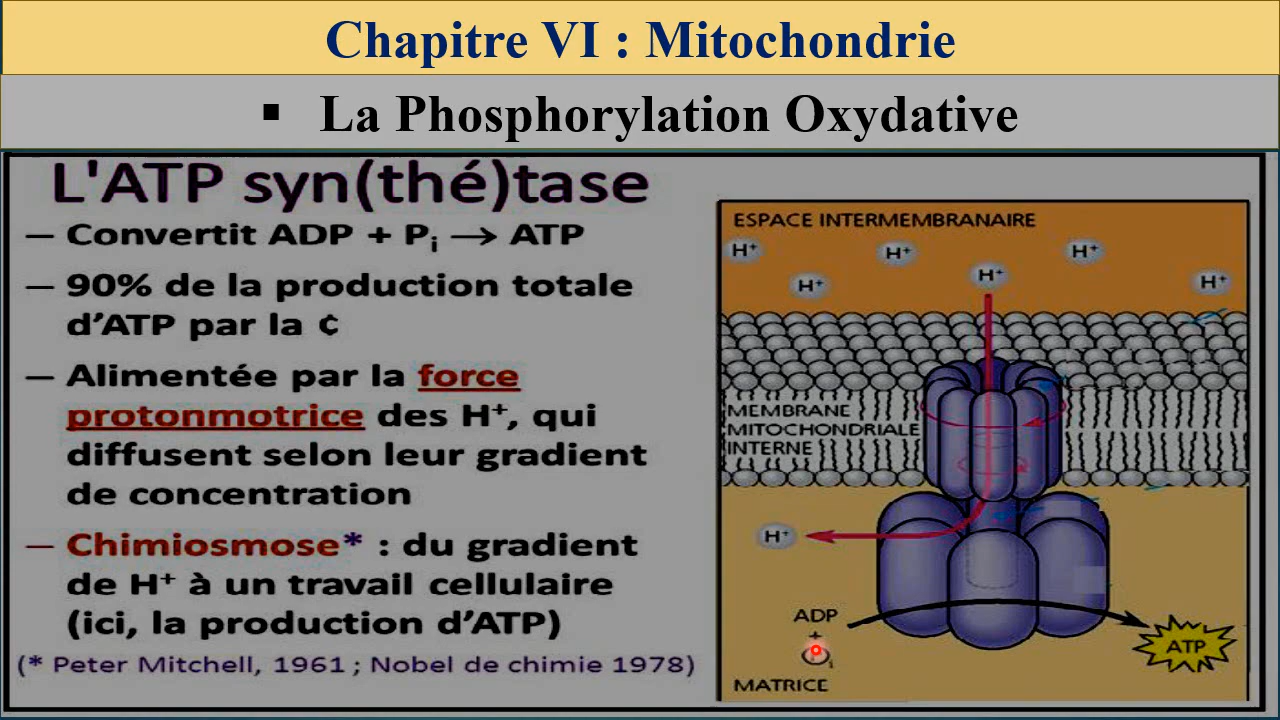 Chapitre VI : Mitochondrie
▪ La Phosphorylation Oxydative
L'ATP syn(thé)tase
– Convertit ADP + Pi → ATP
– 90% de la production totale
d'ATP par la ¢
– Alimentée par la force
protonmotrice des H⁺, qui
diffusent selon leur gradient
de concentration
– Chimiosmose* : du gradient
de H⁺ à un travail cellulaire
(ici, la production d'ATP)
(* Peter Mitchell, 1961 ; Nobel de chimie 1978)
ESPACE INTERMEMBRANAIRE
H⁺
H⁺
H⁺
H⁺
H⁺
H⁺
MEMBRANE
MITOCHONDRIALE
INTERNE
H⁺
ADP
+
i
ATP
MATRICE